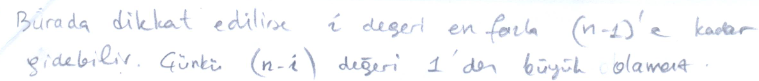 Burada dikkat edilirse i değeri en fazla (n-1)'e kadar
gidebilir. Çünkü (n-i) değeri 1'den büyük olamaz.